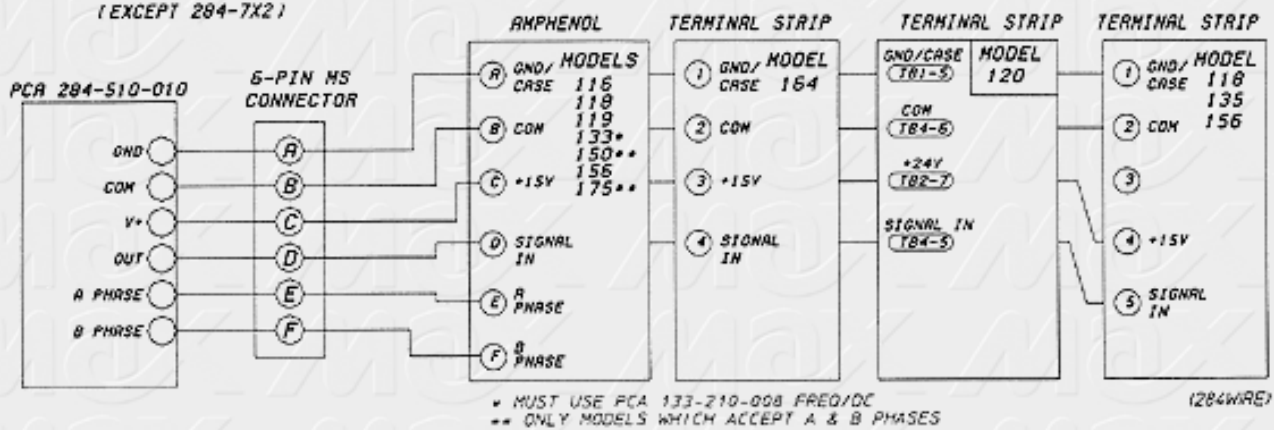 (EXCEPT 284-7X2)
PCA 284-510-010
GND
COM
V+
OUT
A PHASE
B PHASE
6-PIN MS
CONNECTOR
A
B
C
D
E
F
AMPHENOL
MODELS
116
118
119
133*
150**
156
175**
A GND/
CASE
B COM
C +15V
D SIGNAL
IN
E A
PHASE
F B
PHASE
TERMINAL STRIP
MODEL
164
1 GND/
CASE
2 COM
3 +15V
4 SIGNAL
IN
TERMINAL STRIP
MODEL
120
GND/CASE
TB1-5
COM
TB4-6
+24V
TB2-7
SIGNAL IN
TB4-5
TERMINAL STRIP
MODEL
118
135
156
1 GND/
CASE
2 COM
3
4 +15V
5 SIGNAL
IN
* MUST USE PCA 133-210-008 FREQ/DC
** ONLY MODELS WHICH ACCEPT A & B PHASES
(284WIRE)